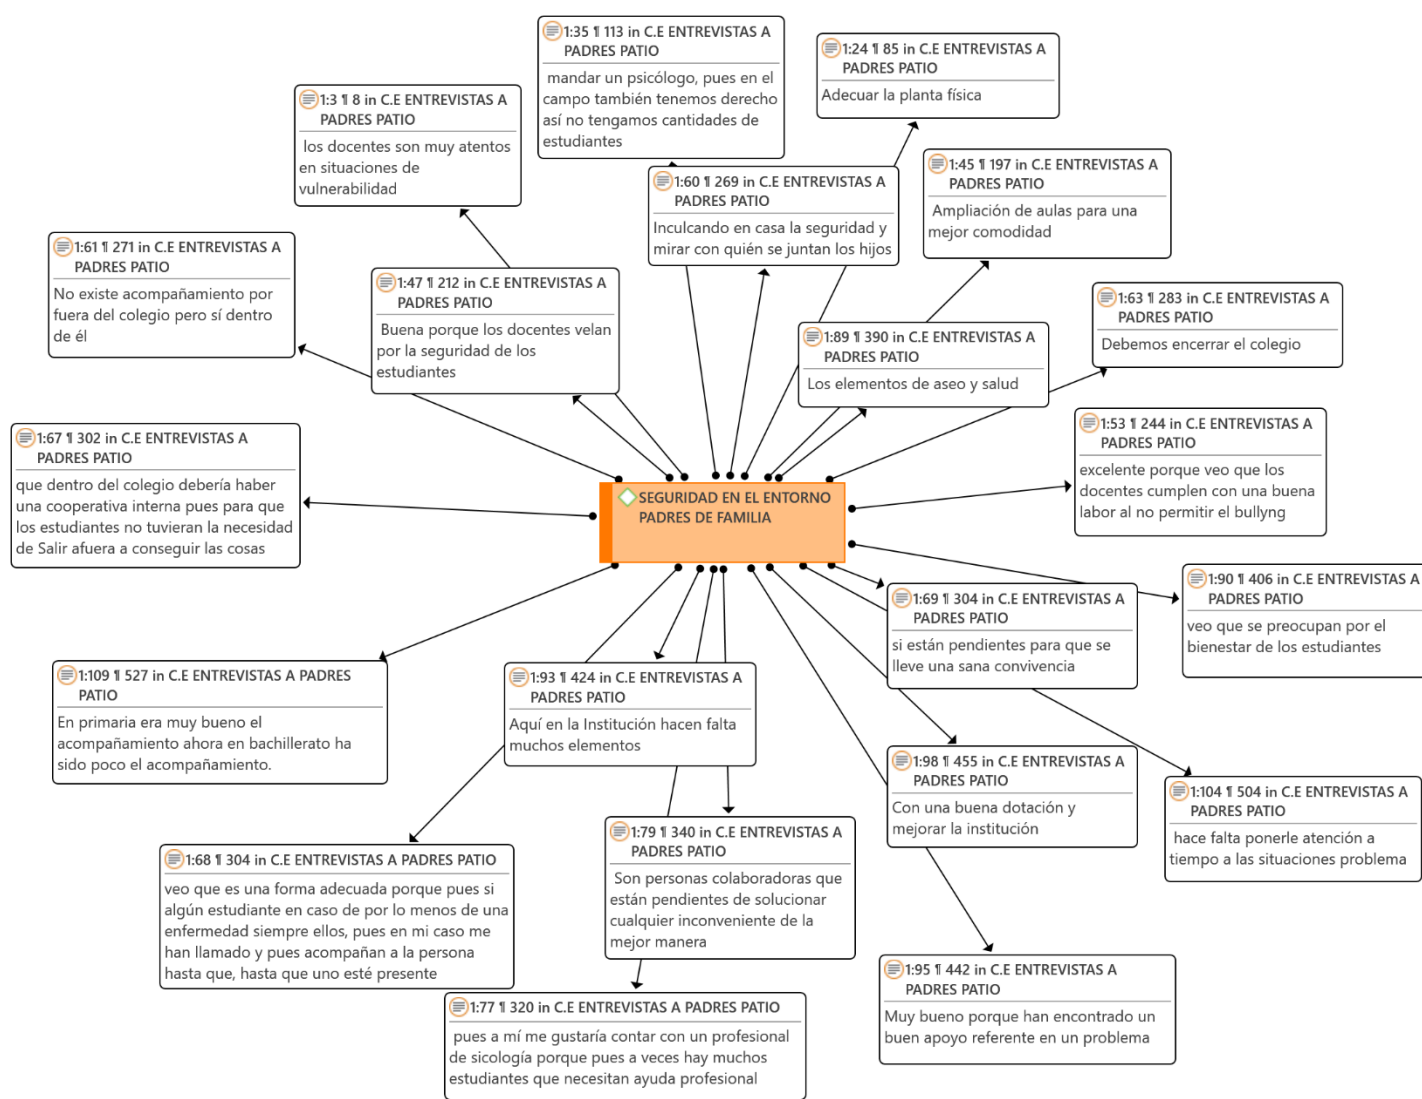 1:35 ¶ 113 in C.E ENTREVISTAS A
PADRES PATIO
mandar un psicólogo, pues en el
campo también tenemos derecho
así no tengamos cantidades de
estudiantes
1:24 ¶ 85 in C.E ENTREVISTAS A
PADRES PATIO
Adecuar la planta física
1:3 ¶ 8 in C.E ENTREVISTAS A
PADRES PATIO
los docentes son muy atentos
en situaciones de
vulnerabilidad
1:60 ¶ 269 in C.E ENTREVISTAS A
PADRES PATIO
Inculcando en casa la seguridad y
mirar con quién se juntan los hijos
1:45 ¶ 197 in C.E ENTREVISTAS A
PADRES PATIO
Ampliación de aulas para una
mejor comodidad
1:61 ¶ 271 in C.E ENTREVISTAS A
PADRES PATIO
No existe acompañamiento por
fuera del colegio pero sí dentro
de él
1:47 ¶ 212 in C.E ENTREVISTAS A
PADRES PATIO
Buena porque los docentes velan
por la seguridad de los
estudiantes
1:63 ¶ 283 in C.E ENTREVISTAS A
PADRES PATIO
Debemos encerrar el colegio
1:89 ¶ 390 in C.E ENTREVISTAS A
PADRES PATIO
Los elementos de aseo y salud
1:67 ¶ 302 in C.E ENTREVISTAS A
PADRES PATIO
que dentro del colegio debería haber
una cooperativa interna pues para que
los estudiantes no tuvieran la necesidad
de Salir afuera a conseguir las cosas
1:53 ¶ 244 in C.E ENTREVISTAS A
PADRES PATIO
excelente porque veo que los
docentes cumplen con una buena
labor al no permitir el bullyng
SEGURIDAD EN EL ENTORNO
PADRES DE FAMILIA
1:90 ¶ 406 in C.E ENTREVISTAS A
PADRES PATIO
veo que se preocupan por el
bienestar de los estudiantes
1:69 ¶ 304 in C.E ENTREVISTAS A
PADRES PATIO
si están pendientes para que se
lleve una sana convivencia
1:109 ¶ 527 in C.E ENTREVISTAS A PADRES
PATIO
En primaria era muy bueno el
acompañamiento ahora en bachillerato ha
sido poco el acompañamiento.
1:93 ¶ 424 in C.E ENTREVISTAS A
PADRES PATIO
Aquí en la Institución hacen falta
muchos elementos
1:98 ¶ 455 in C.E ENTREVISTAS A
PADRES PATIO
Con una buena dotación y
mejorar la institución
1:104 ¶ 504 in C.E ENTREVISTAS A
PADRES PATIO
hace falta ponerle atención a
tiempo a las situaciones problema
1:79 ¶ 340 in C.E ENTREVISTAS A
PADRES PATIO
Son personas colaboradoras que
están pendientes de solucionar
cualquier inconveniente de la
mejor manera
1:68 ¶ 304 in C.E ENTREVISTAS A PADRES PATIO
veo que es una forma adecuada porque pues si
algún estudiante en caso de por lo menos de una
enfermedad siempre ellos, pues en mi caso me
han llamado y pues acompañan a la persona
hasta que, hasta que uno esté presente
1:95 ¶ 442 in C.E ENTREVISTAS A
PADRES PATIO
Muy bueno porque han encontrado un
buen apoyo referente en un problema
1:77 ¶ 320 in C.E ENTREVISTAS A PADRES PATIO
pues a mí me gustaría contar con un profesional
de sicología porque pues a veces hay muchos
estudiantes que necesitan ayuda profesional